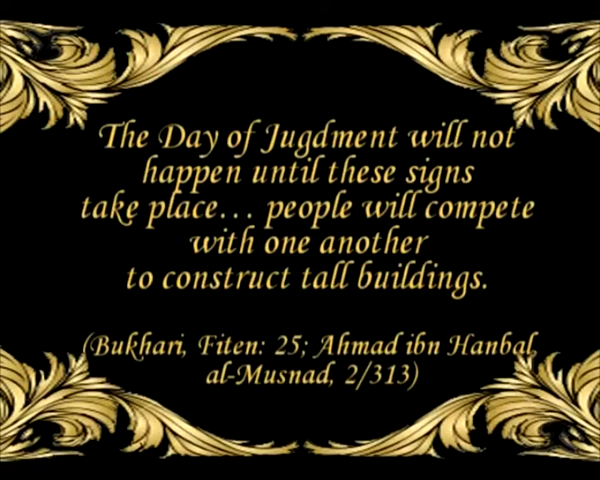 The Day of Jugdment will not
happen until these signs
take place... people will compete
with one another
to construct tall buildings.
(Bukhari, Fiten: 25; Ahmad ibn Hanbal,
al-Musnad, 2/313)